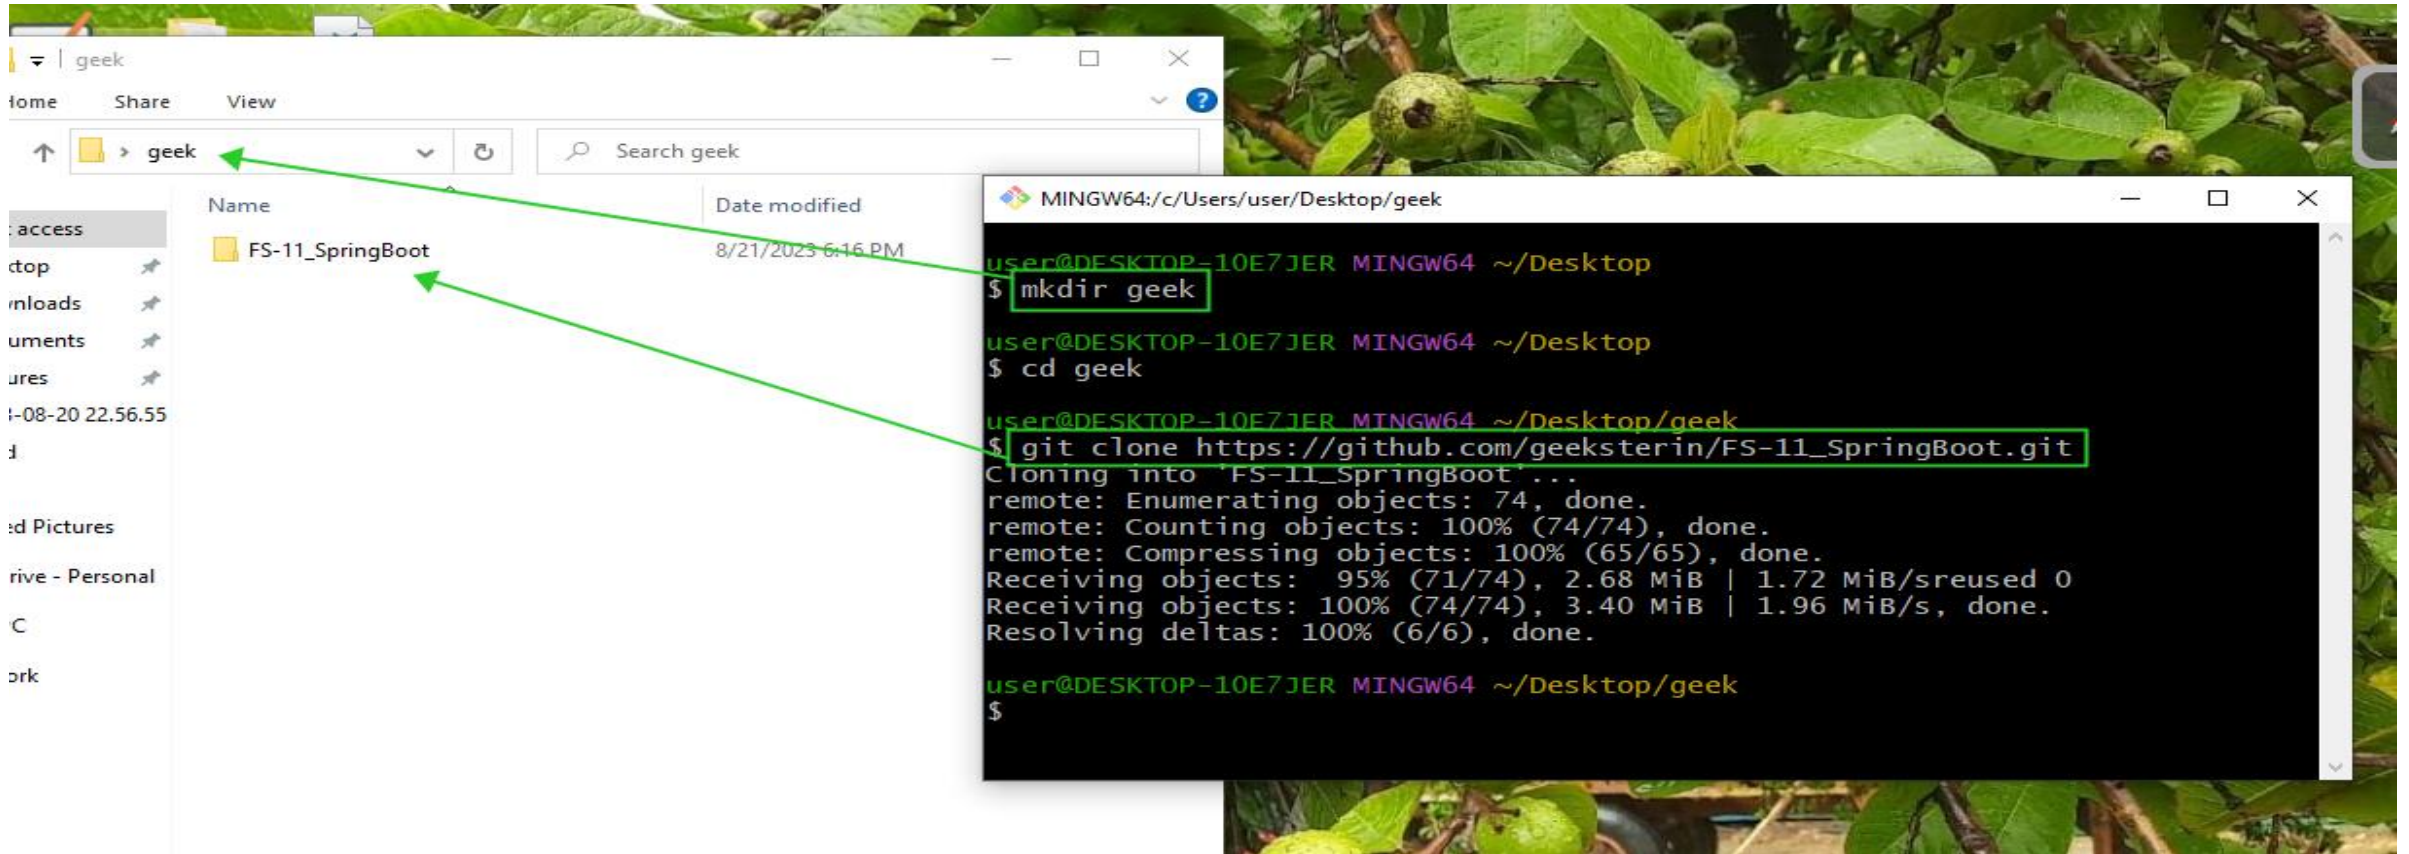 geek
Home Share View
geek
Search geek
Name Date modified
access
FS-11_SpringBoot 8/21/2023 6:16 PM
ktop
wnloads
uments
ures
3-08-20 22.56.55
d
ed Pictures
rive - Personal
C
ork
MINGW64:/c/Users/user/Desktop/geek
user@DESKTOP-10E7JER MINGW64 ~/Desktop
$ mkdir geek
user@DESKTOP-10E7JER MINGW64 ~/Desktop
$ cd geek
user@DESKTOP-10E7JER MINGW64 ~/Desktop/geek
$ git clone https://github.com/geeksterin/FS-11_SpringBoot.git
Cloning into 'FS-11_SpringBoot'...
remote: Enumerating objects: 74, done.
remote: Counting objects: 100% (74/74), done.
remote: Compressing objects: 100% (65/65), done.
Receiving objects:  95% (71/74), 2.68 MiB | 1.72 MiB/sreused 0
Receiving objects: 100% (74/74), 3.40 MiB | 1.96 MiB/s, done.
Resolving deltas: 100% (6/6), done.
user@DESKTOP-10E7JER MINGW64 ~/Desktop/geek
$